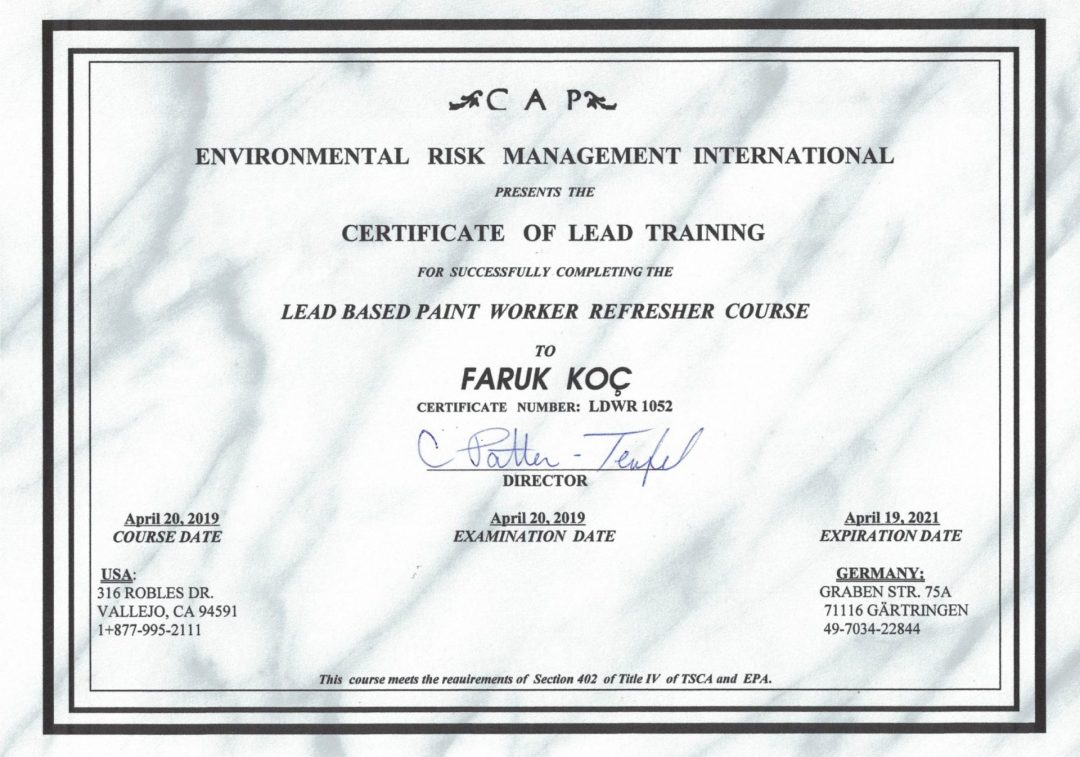 CAP
ENVIRONMENTAL RISK MANAGEMENT INTERNATIONAL
PRESENTS THE
CERTIFICATE OF LEAD TRAINING
FOR SUCCESSFULLY COMPLETING THE
LEAD BASED PAINT WORKER REFRESHER COURSE
TO
FARUK KOÇ
CERTIFICATE NUMBER: LDWR 1052
C Patten - Teufel
DIRECTOR
April 20, 2019
COURSE DATE
April 20, 2019
EXAMINATION DATE
April 19, 2021
EXPIRATION DATE
USA:
316 ROBLES DR.
VALLEJO, CA 94591
1+877-995-2111
GERMANY:
GRABEN STR. 75A
71116 GÄRTRINGEN
49-7034-22844
This course meets the reauirements of Section 402 of Title IV of TSCA and EPA.